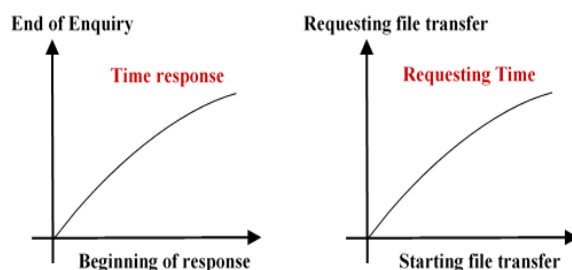 End of Enquiry
Time response
Beginning of response
Requesting file transfer
Requesting Time
Starting file transfer